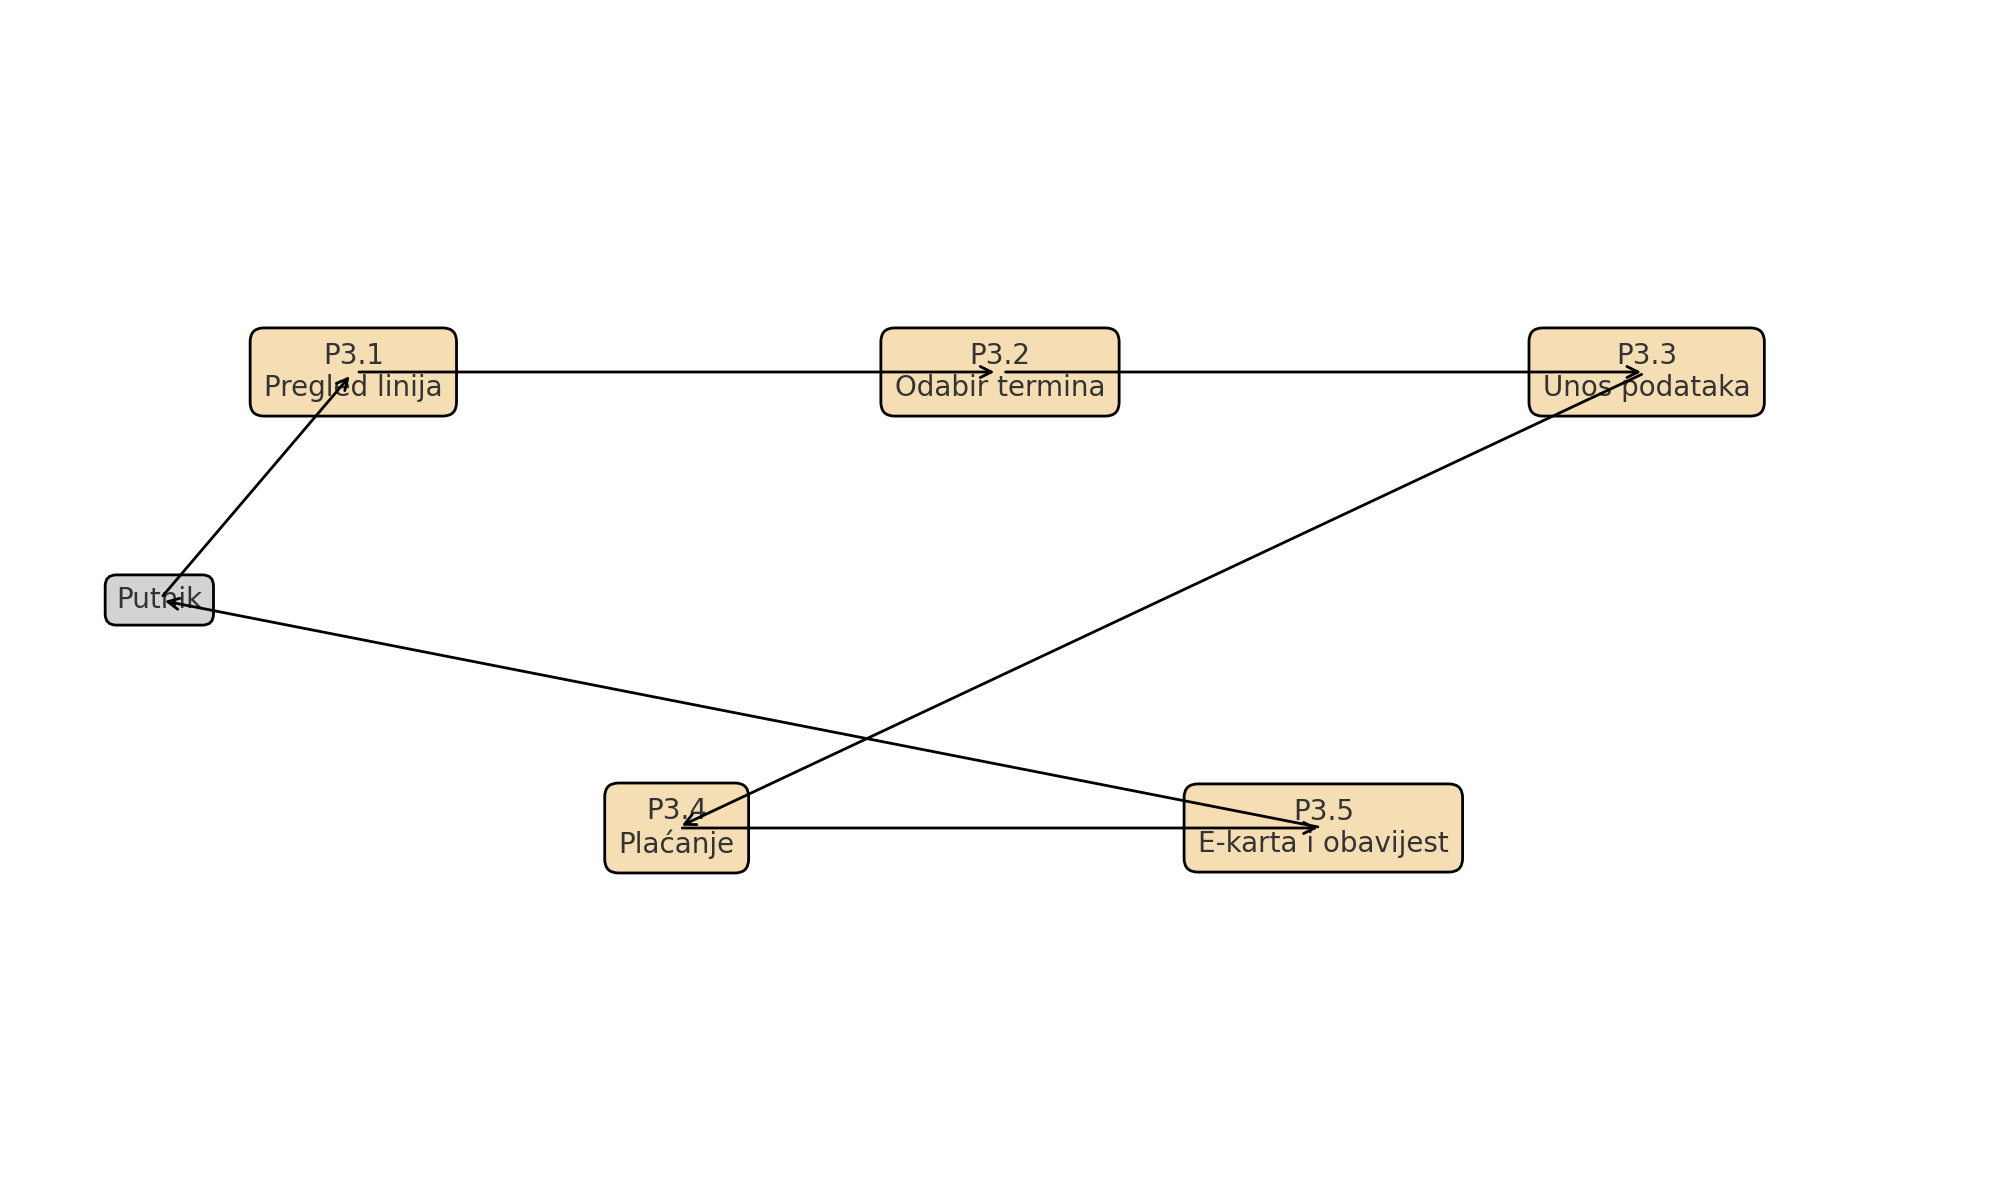 P3.1
Pregled linija
P3.2
Odabir termina
P3.3
Unos podataka
Putnik
P3.4
Plaćanje
P3.5
E-karta i obavijest